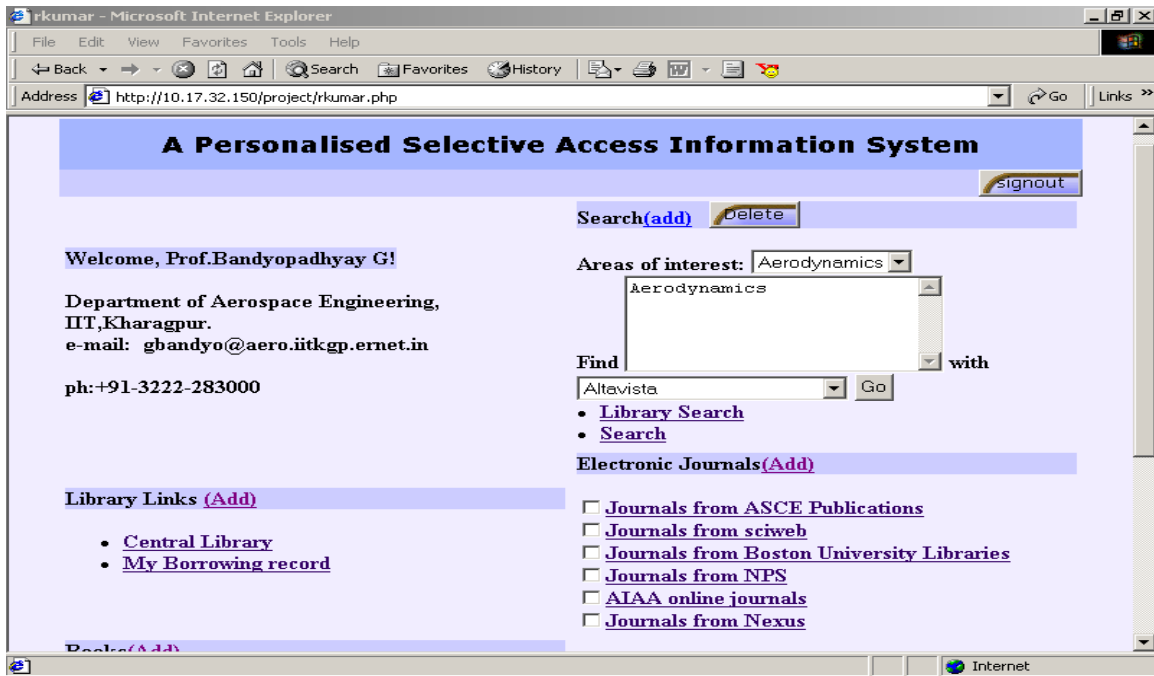 rkumar - Microsoft Internet Explorer
File Edit View Favorites Tools Help
Back Search Favorites History
Address http://10.17.32.150/project/rkumar.php Go Links »
A Personalised Selective Access Information System
signout
Search(add) Delete
Welcome, Prof.Bandyopadhyay G!
Department of Aerospace Engineering,
IIT,Kharagpur.
e-mail: gbandyo@aero.iitkgp.ernet.in
ph:+91-3222-283000
Areas of interest: Aerodynamics
Aerodynamics
Find with
Altavista Go
• Library Search
• Search
Electronic Journals(Add)
Journals from ASCE Publications
Journals from sciweb
Journals from Boston University Libraries
Journals from NPS
AIAA online journals
Journals from Nexus
Library Links (Add)
• Central Library
• My Borrowing record
Books(Add)
Internet